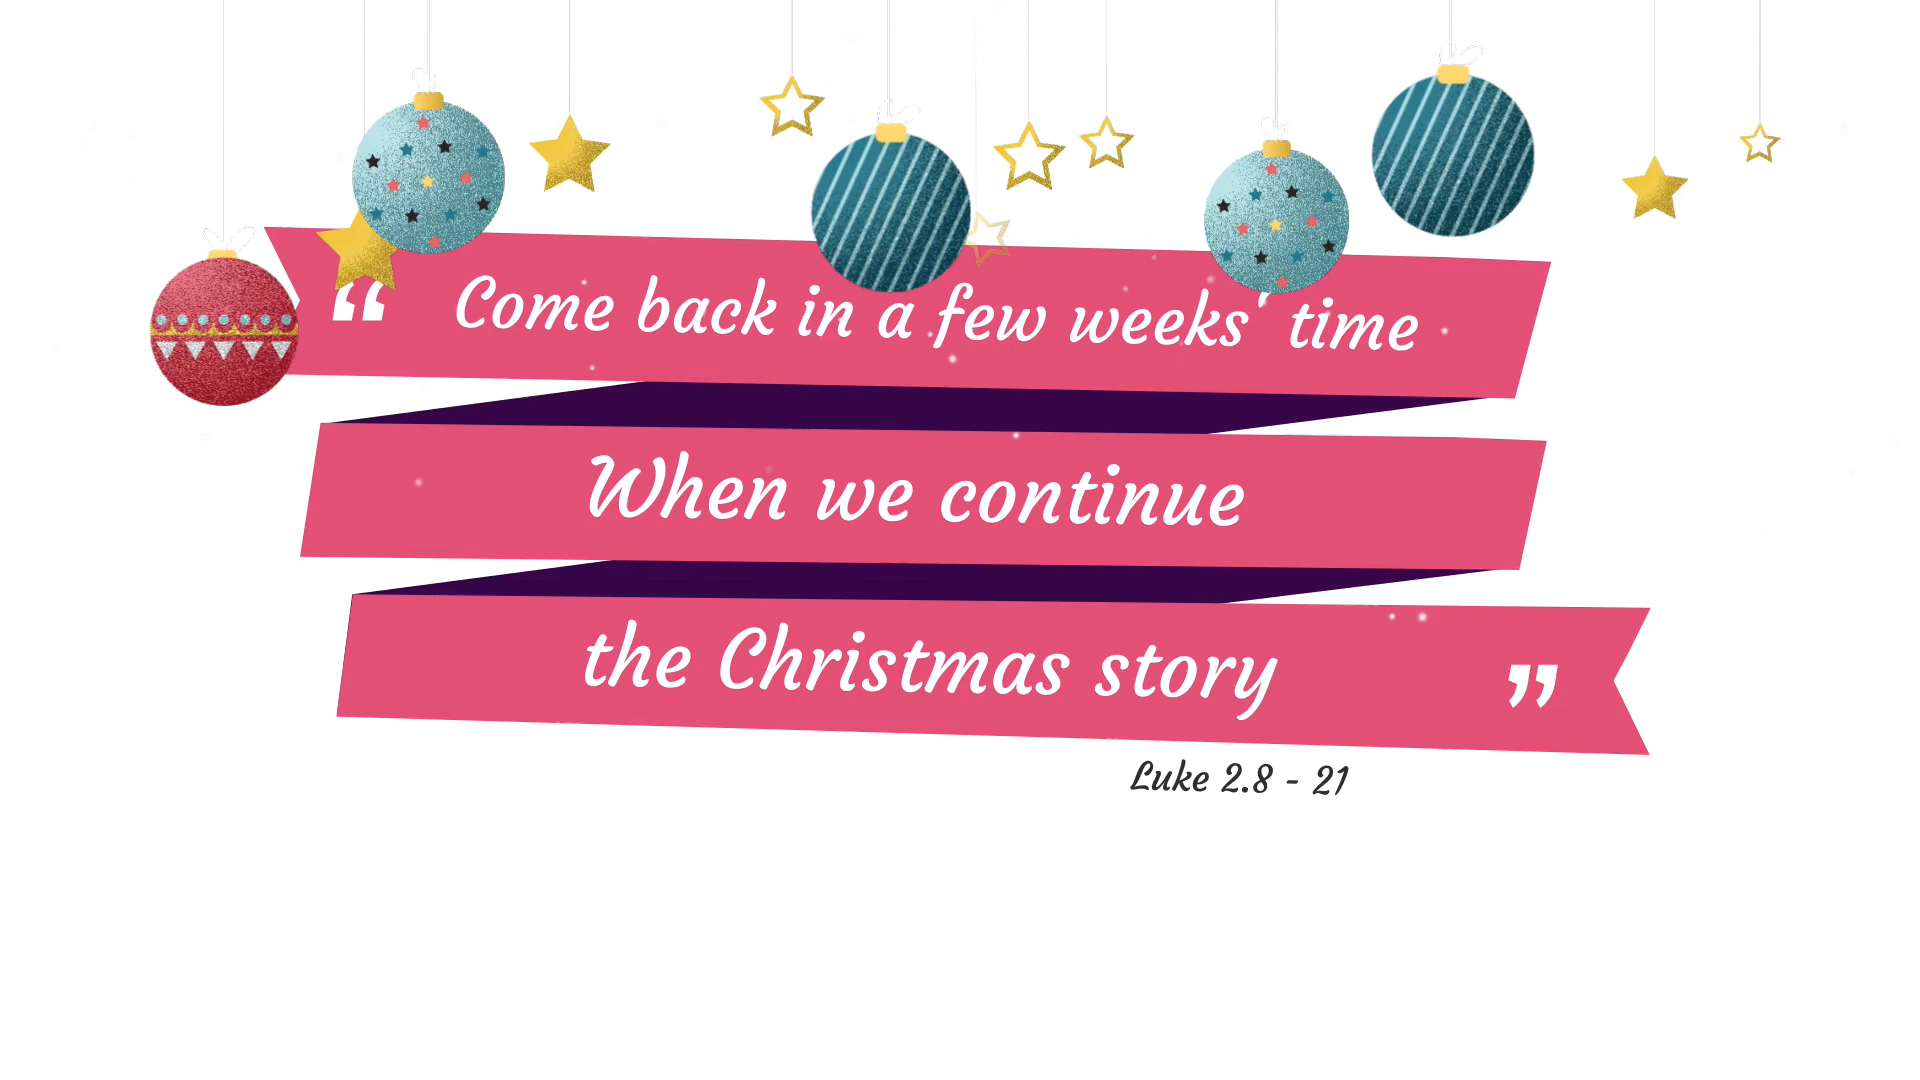 “ Come back in a few weeks’ time
When we continue
the Christmas story ”
Luke 2.8 - 21